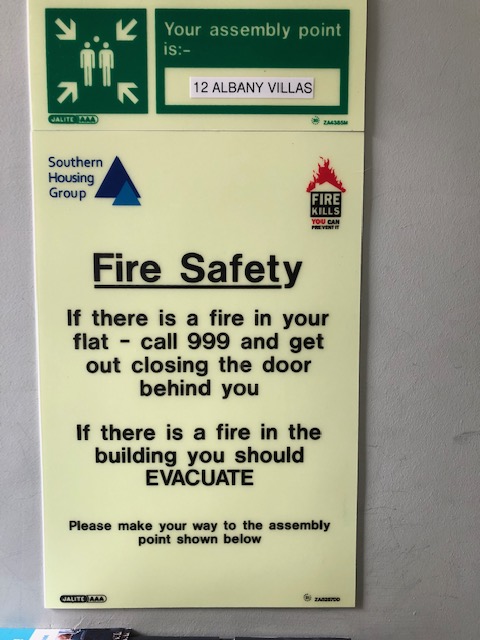 Your assembly point
is:-
12 ALBANY VILLAS
JALITE AAA
Southern
Housing
Group
FIRE
KILLS
YOU CAN
PREVENT IT
Fire Safety
If there is a fire in your
flat - call 999 and get
out closing the door
behind you
If there is a fire in the
building you should
EVACUATE
Please make your way to the assembly
point shown below
JALITE AAA